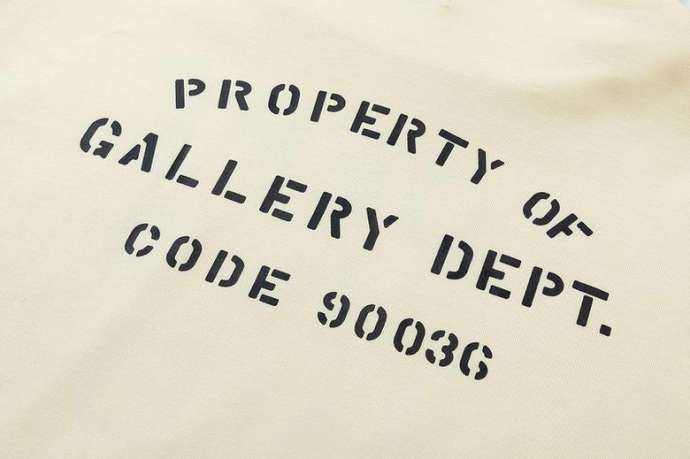 PROPERTY OF
GALLERY DEPT.
CODE 90036